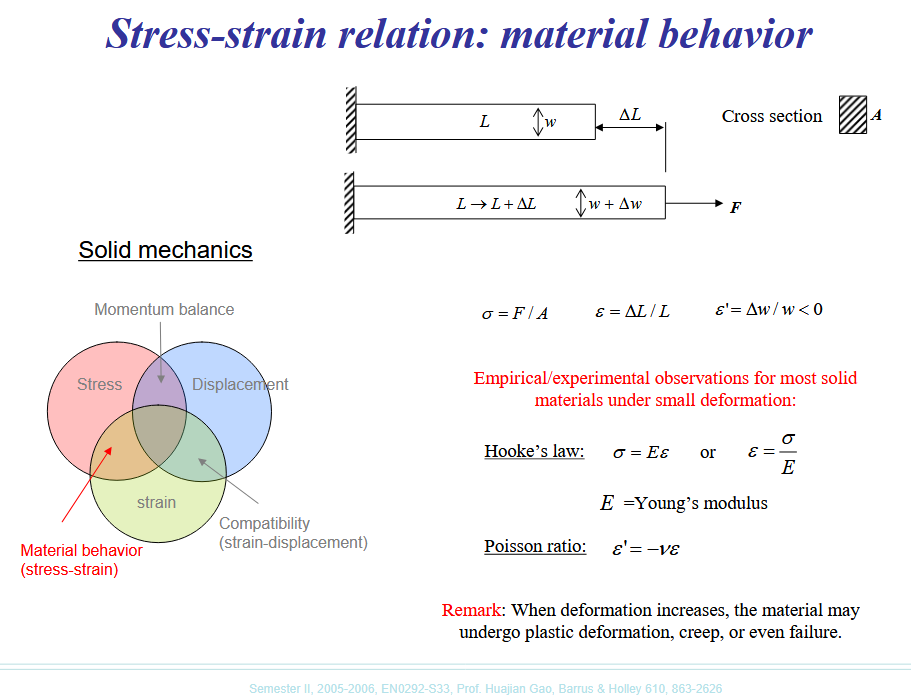 Stress-strain relation: material behavior
L
w
ΔL
Cross section
A
L → L + ΔL
w + Δw
F
Solid mechanics
Momentum balance
Stress
Displacement
strain
Compatibility
(strain-displacement)
Material behavior
(stress-strain)
σ = F / A
ε = ΔL / L
ε' = Δw / w < 0
Empirical/experimental observations for most solid
materials under small deformation:
Hooke's law: σ = Eε or ε = σ/E
E =Young's modulus
Poisson ratio: ε' = −νε
Remark: When deformation increases, the material may
undergo plastic deformation, creep, or even failure.
Semester II, 2005-2006, EN0292-S33, Prof. Huajian Gao, Barrus & Holley 610, 863-2626